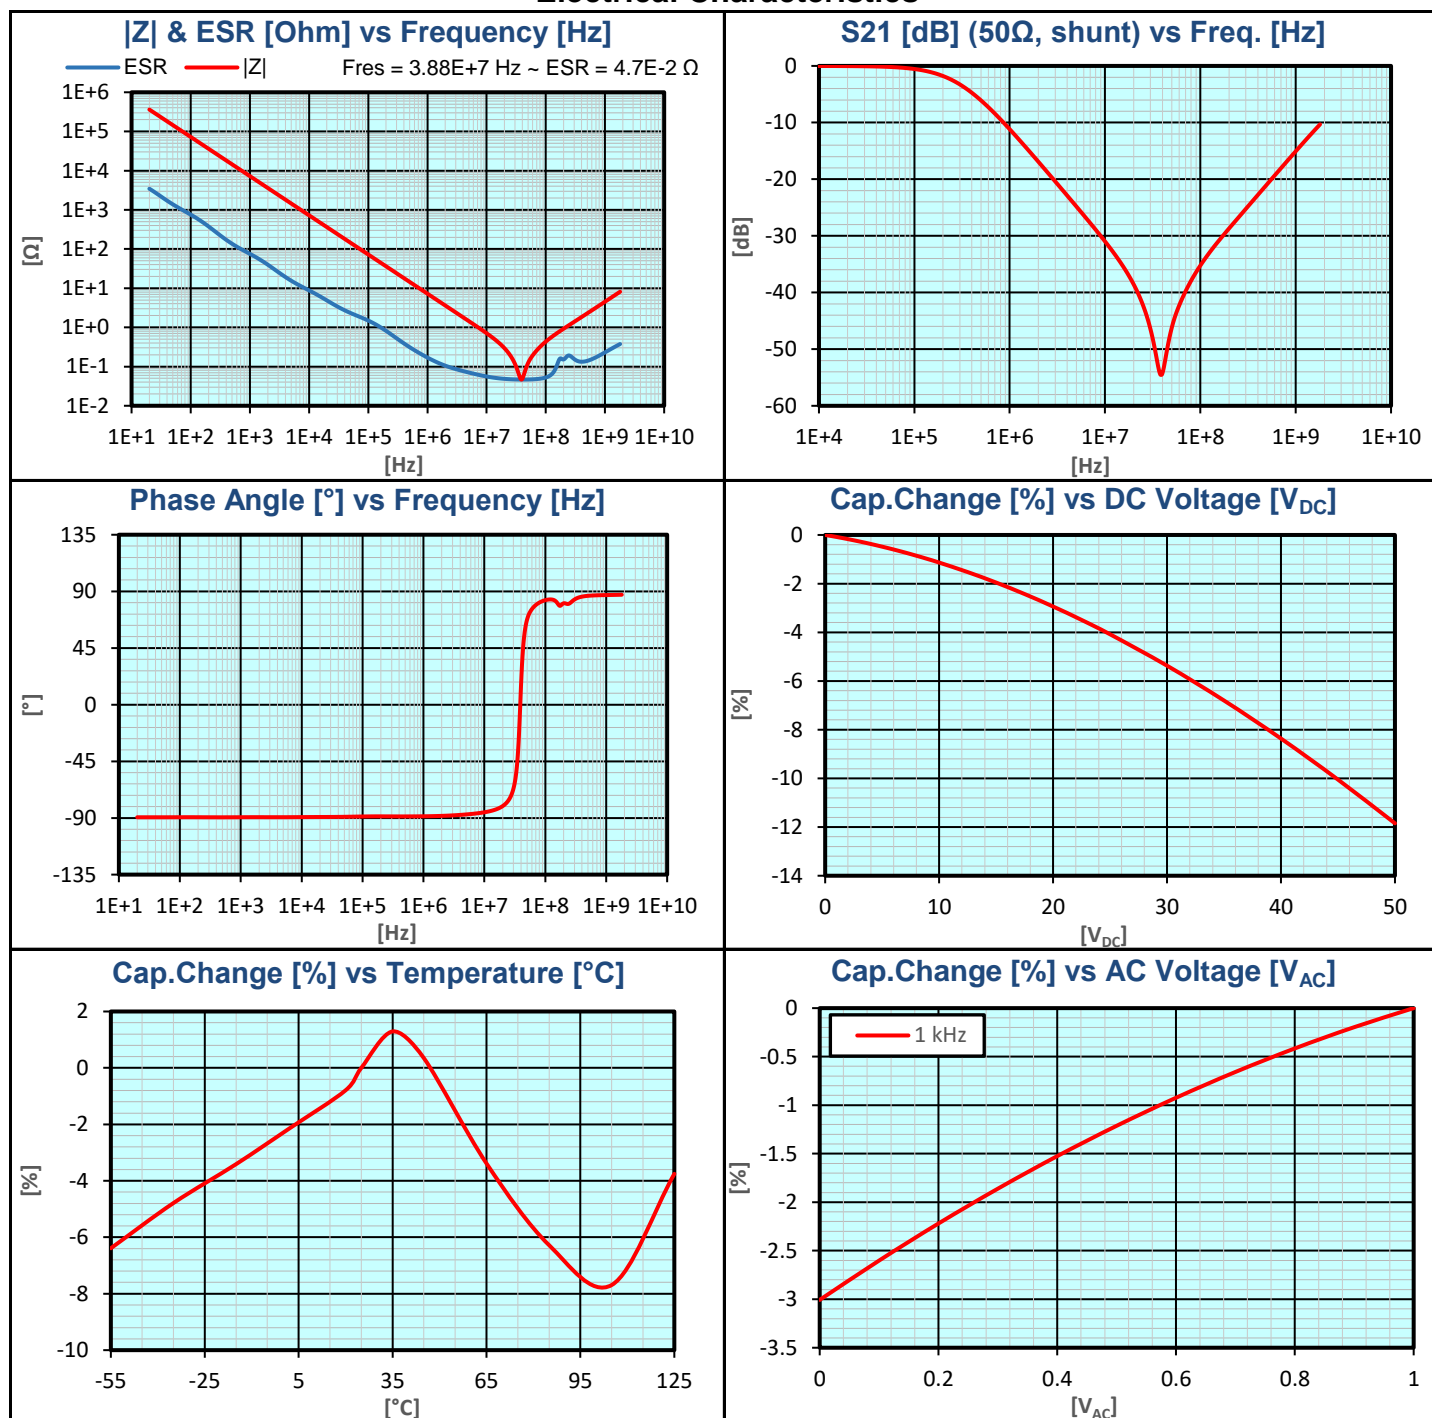 Electrical Characteristics
|Z| & ESR [Ohm] vs Frequency [Hz]
ESR |Z| Fres = 3.88E+7 Hz ~ ESR = 4.7E-2 Ω
1E+6
1E+5
1E+4
1E+3
1E+2
1E+1
1E+0
1E-1
1E-2
[Ω]
1E+1 1E+2 1E+3 1E+4 1E+5 1E+6 1E+7 1E+8 1E+9 1E+10
[Hz]
S21 [dB] (50Ω, shunt) vs Freq. [Hz]
0
-10
-20
-30
-40
-50
-60
[dB]
1E+4 1E+5 1E+6 1E+7 1E+8 1E+9 1E+10
[Hz]
Phase Angle [°] vs Frequency [Hz]
135
90
45
0
-45
-90
-135
[°]
1E+1 1E+2 1E+3 1E+4 1E+5 1E+6 1E+7 1E+8 1E+9 1E+10
[Hz]
Cap.Change [%] vs DC Voltage [VDC]
0
-2
-4
-6
-8
-10
-12
-14
[%]
0 10 20 30 40 50
[VDC]
Cap.Change [%] vs Temperature [°C]
2
0
-2
-4
-6
-8
-10
[%]
-55 -25 5 35 65 95 125
[°C]
Cap.Change [%] vs AC Voltage [VAC]
1 kHz
0
-0.5
-1
-1.5
-2
-2.5
-3
-3.5
[%]
0 0.2 0.4 0.6 0.8 1
[VAC]